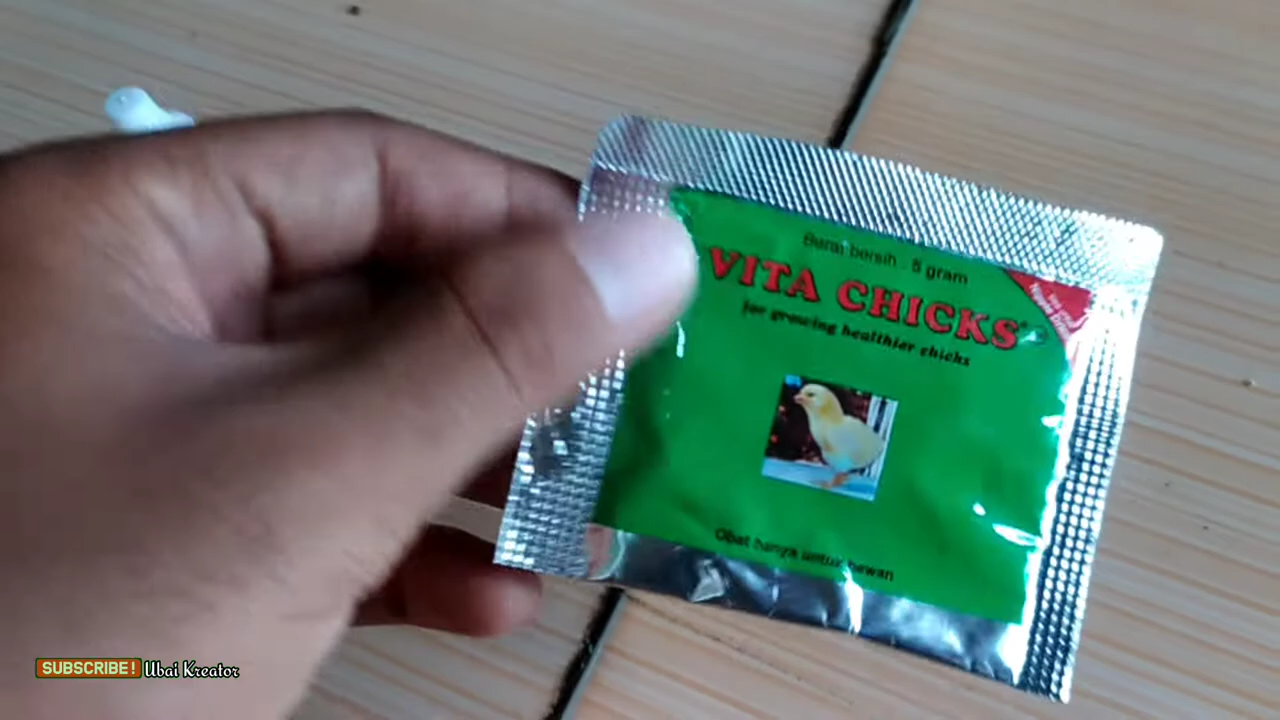 Berat bersih : 5 gram
VITA CHICKS®
for growing healthier chicks
Obat hanya untuk hewan
SUBSCRIBE! Ubai Kreator